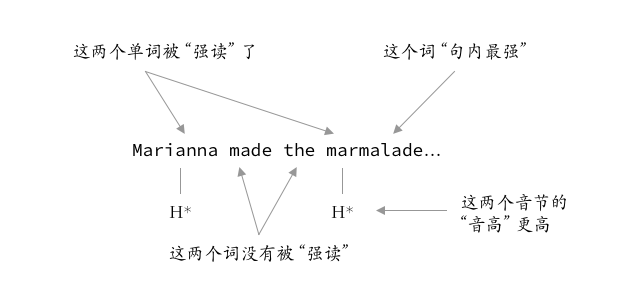 这两个单词被“强读”了
这个词“句内最强”
Marianna made the marmalade…
H*
H*
这两个音节的
“音高”更高
这两个词没有被“强读”